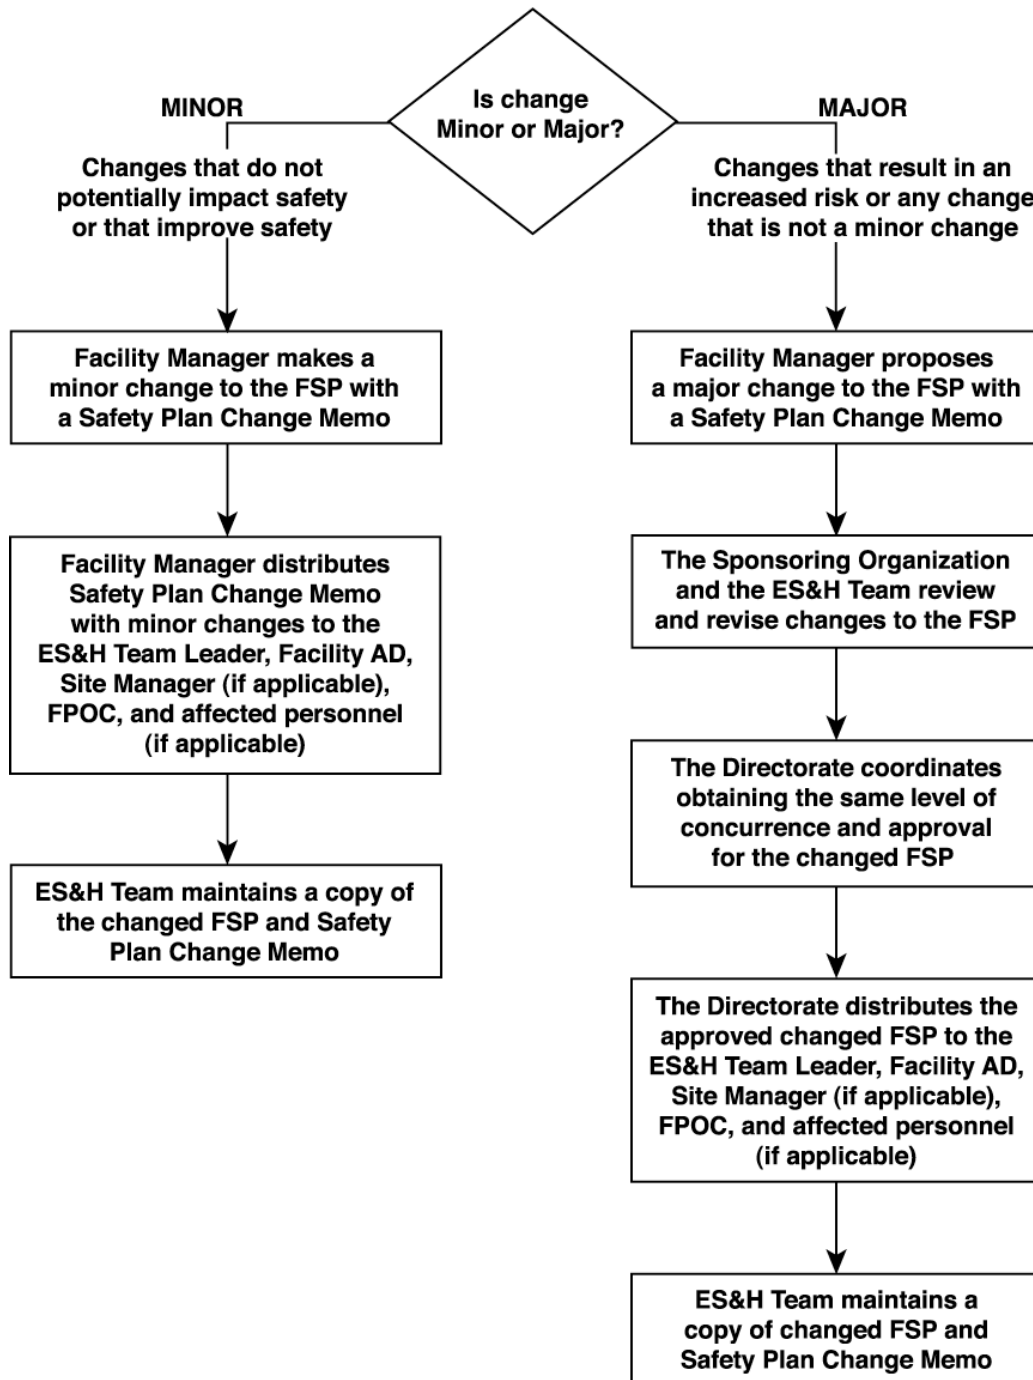 Is change
Minor or Major?
MINOR
Changes that do not
potentially impact safety
or that improve safety
Facility Manager makes a
minor change to the FSP with
a Safety Plan Change Memo
Facility Manager distributes
Safety Plan Change Memo
with minor changes to the
ES&H Team Leader, Facility AD,
Site Manager (if applicable),
FPOC, and affected personnel
(if applicable)
ES&H Team maintains a copy of
the changed FSP and Safety
Plan Change Memo
MAJOR
Changes that result in an
increased risk or any change
that is not a minor change
Facility Manager proposes
a major change to the FSP with
a Safety Plan Change Memo
The Sponsoring Organization
and the ES&H Team review
and revise changes to the FSP
The Directorate coordinates
obtaining the same level of
concurrence and approval
for the changed FSP
The Directorate distributes the
approved changed FSP to the
ES&H Team Leader, Facility AD,
Site Manager (if applicable),
FPOC, and affected personnel
(if applicable)
ES&H Team maintains a
copy of changed FSP and
Safety Plan Change Memo